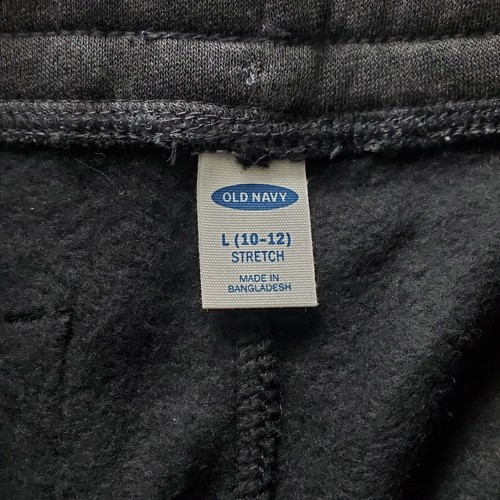 OLD NAVY
L (10-12)
STRETCH
MADE IN
BANGLADESH